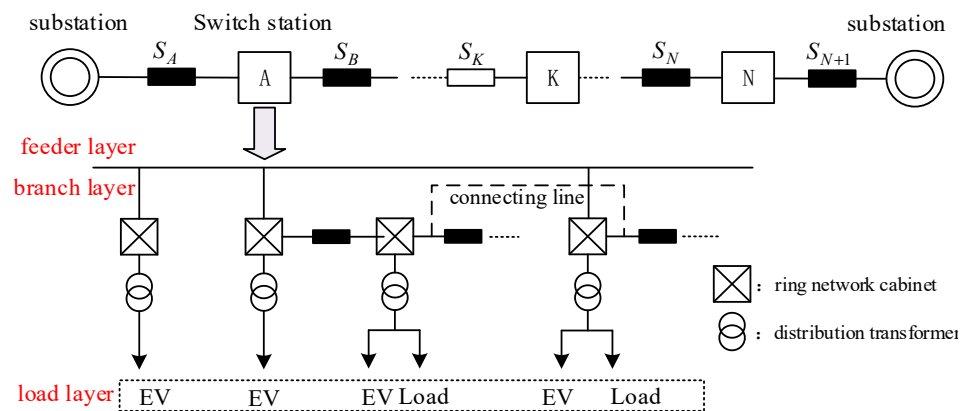 substation
Switch station
substation
S_A
S_B
S_K
S_N
S_{N+1}
A
K
N
feeder layer
branch layer
connecting line
: ring network cabinet
: distribution transformer
load layer
EV
EV
EV Load
EV
Load